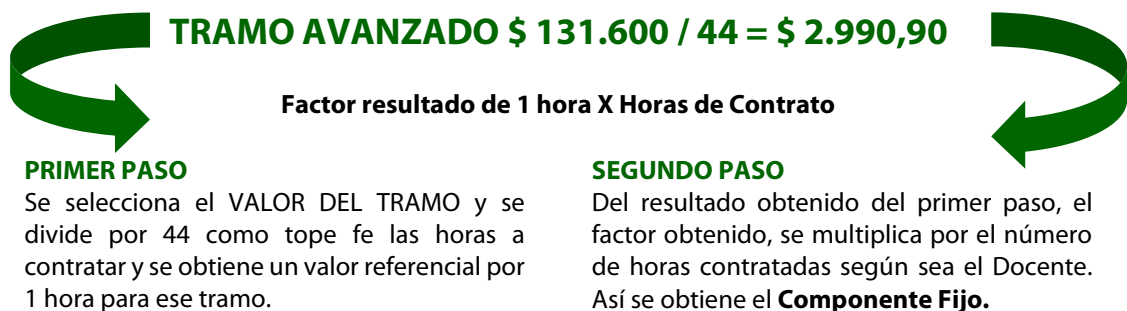 TRAMO AVANZADO $ 131.600 / 44 = $ 2.990,90
Factor resultado de 1 hora X Horas de Contrato
PRIMER PASO
Se selecciona el VALOR DEL TRAMO y se
divide por 44 como tope fe las horas a
contratar y se obtiene un valor referencial por
1 hora para ese tramo.
SEGUNDO PASO
Del resultado obtenido del primer paso, el
factor obtenido, se multiplica por el número
de horas contratadas según sea el Docente.
Así se obtiene el Componente Fijo.